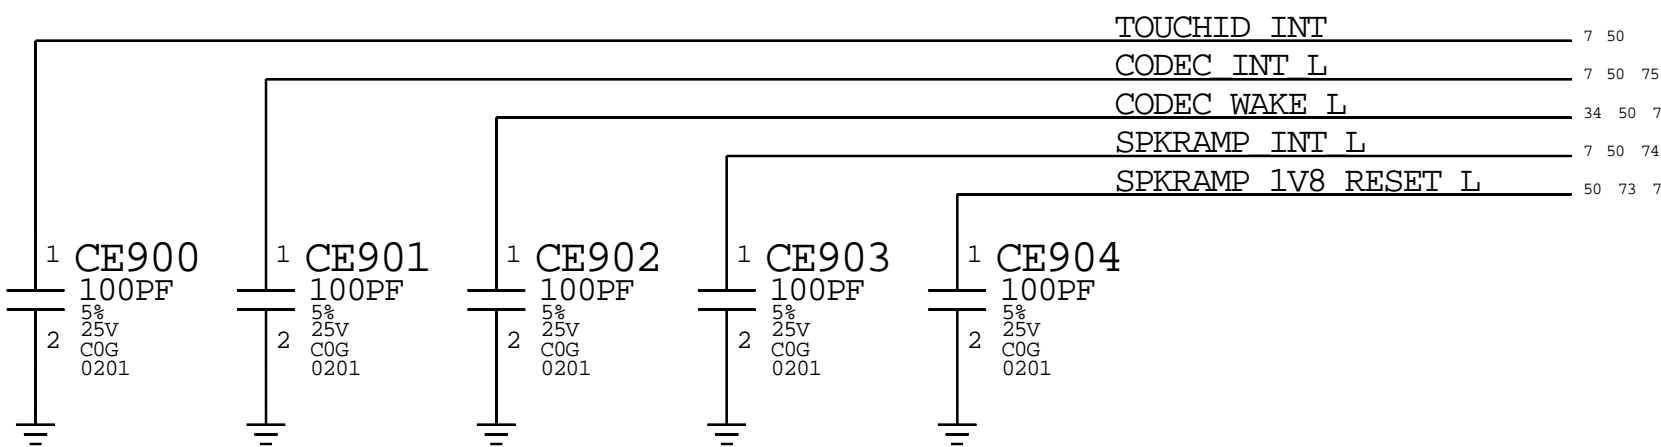 TOUCHID_INT 7 50
CODEC_INT_L 7 50 75
CODEC_WAKE_L 34 50 7
SPKRAMP_INT_L 7 50 74
SPKRAMP_1V8_RESET_L 50 73 7
1 CE900 1 CE901 1 CE902 1 CE903 1 CE904
100PF 100PF 100PF 100PF 100PF
5% 5% 5% 5% 5%
25V 25V 25V 25V 25V
2 2 2 2 2
C0G C0G C0G C0G C0G
0201 0201 0201 0201 0201